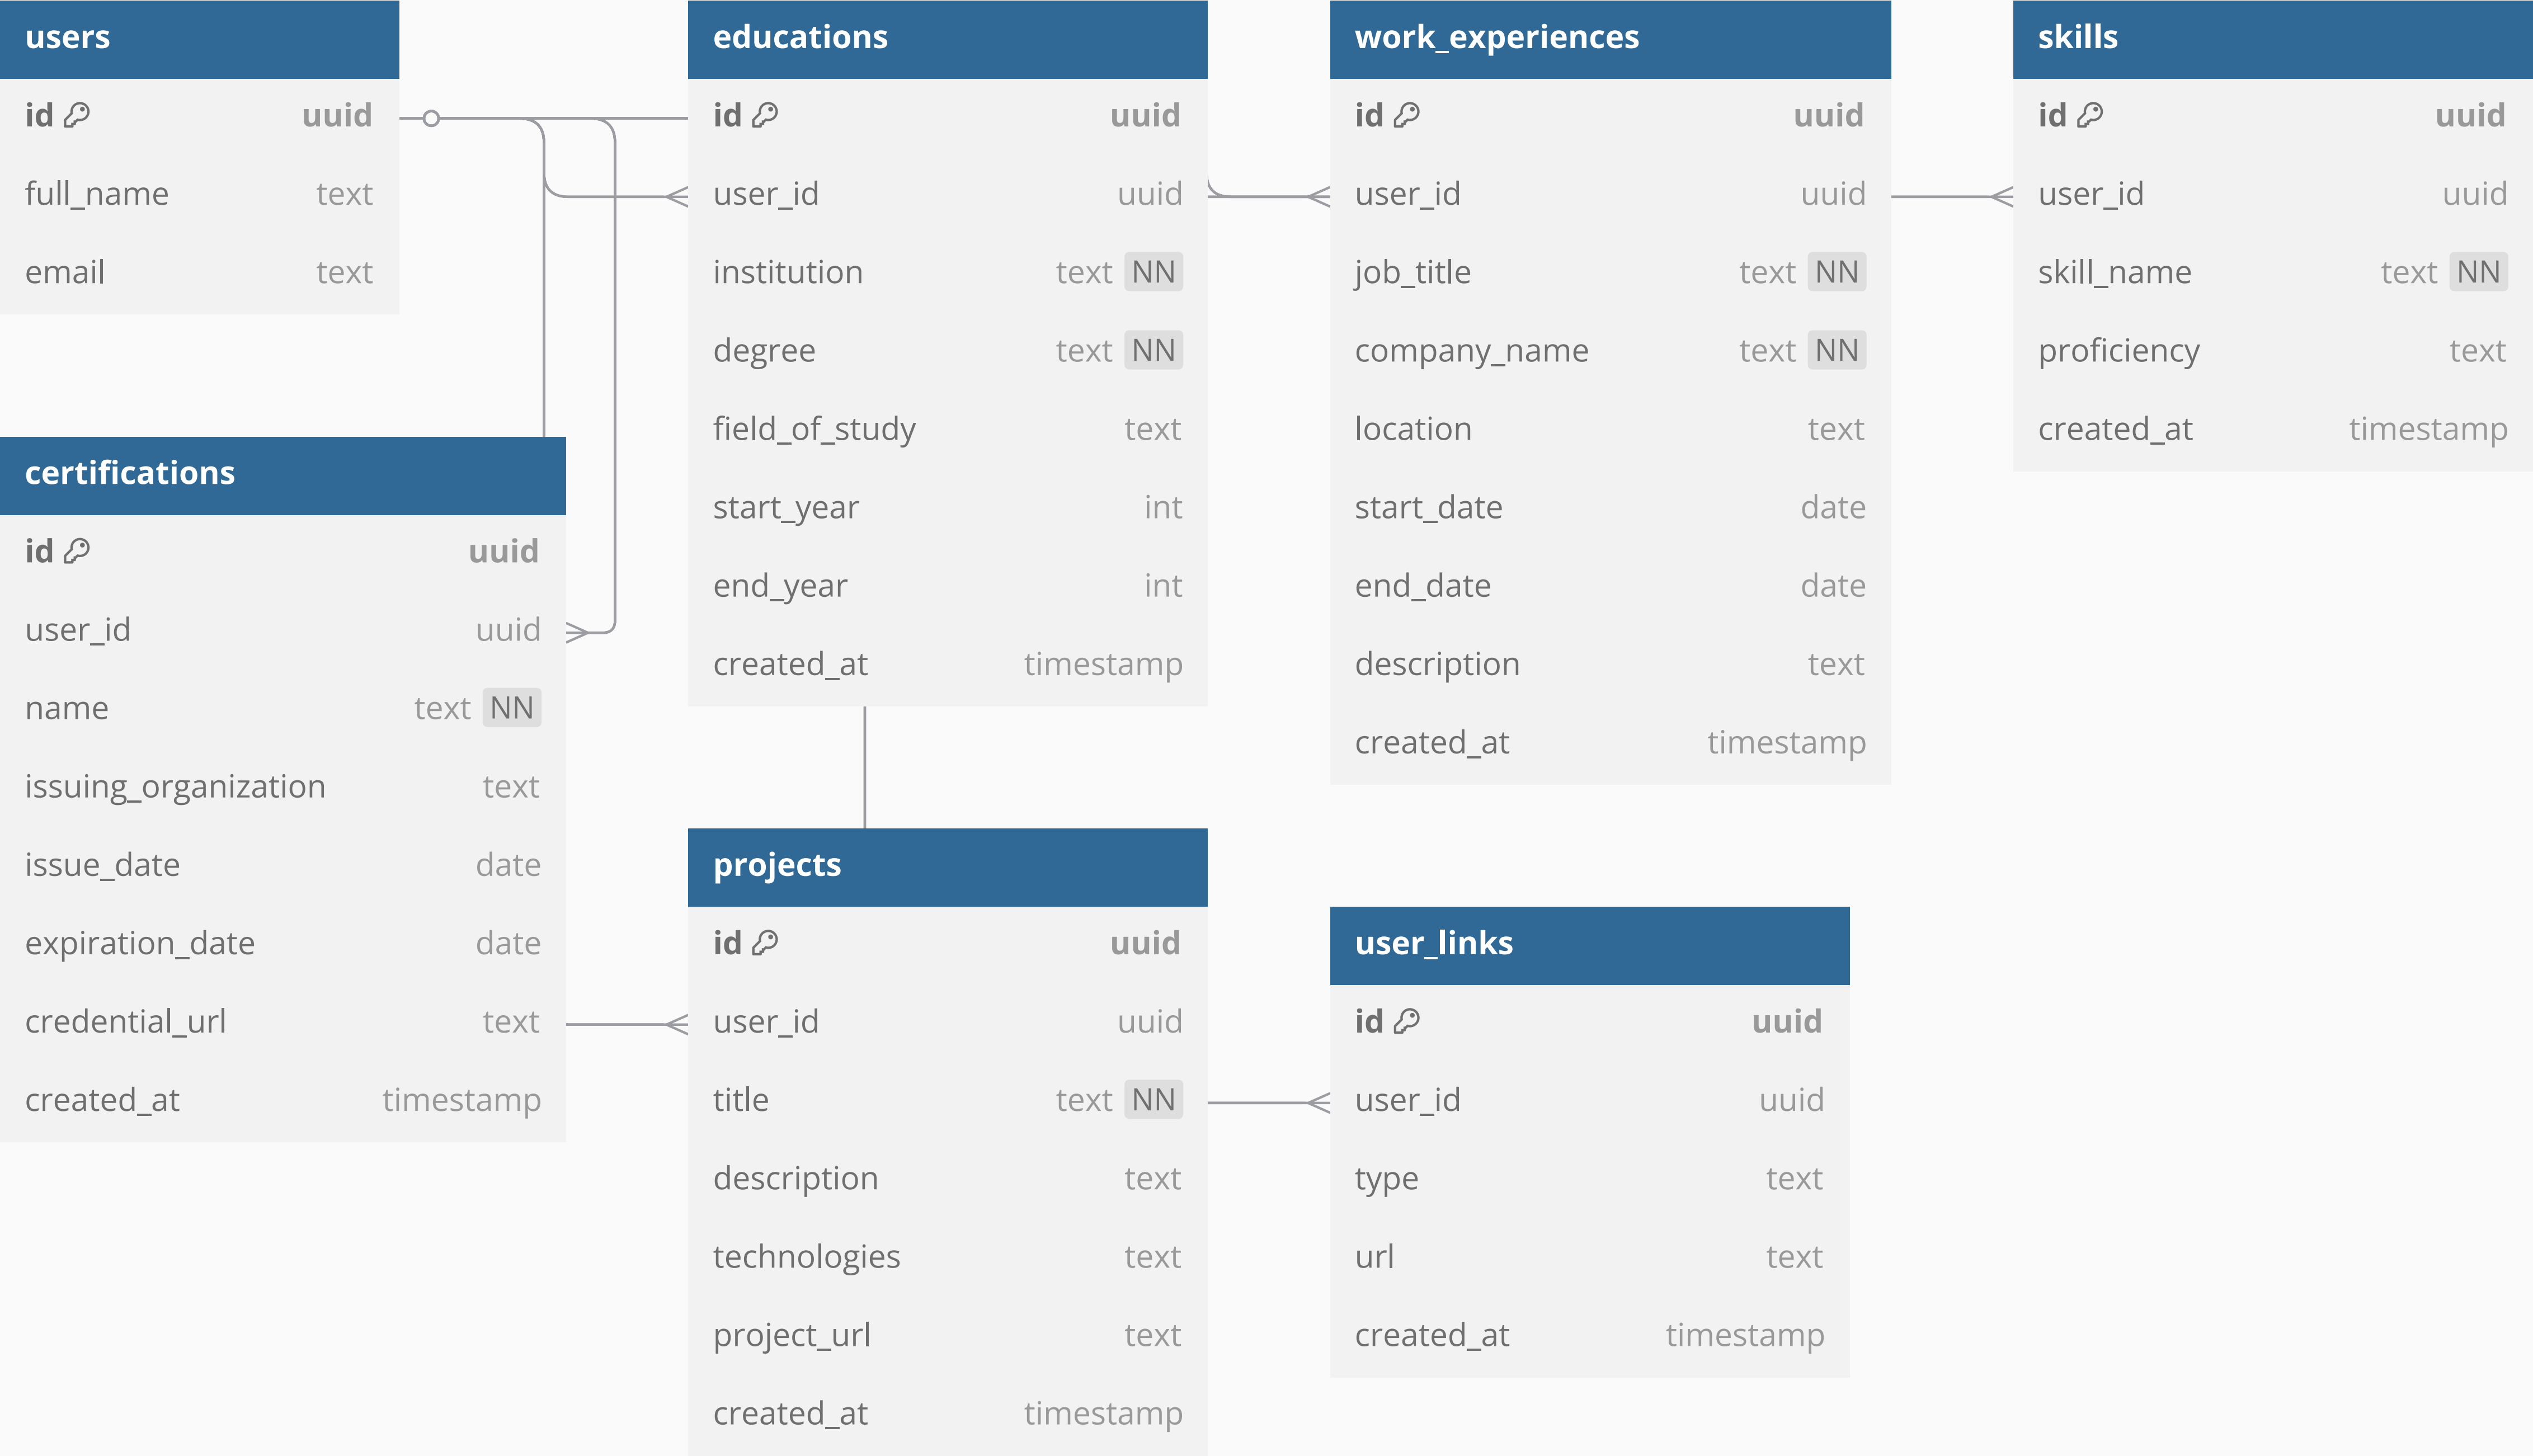 users
id uuid
full_name text
email text
educations
id uuid
user_id uuid
institution text NN
degree text NN
field_of_study text
start_year int
end_year int
created_at timestamp
work_experiences
id uuid
user_id uuid
job_title text NN
company_name text NN
location text
start_date date
end_date date
description text
created_at timestamp
skills
id uuid
user_id uuid
skill_name text NN
proficiency text
created_at timestamp
certifications
id uuid
user_id uuid
name text NN
issuing_organization text
issue_date date
expiration_date date
credential_url text
created_at timestamp
projects
id uuid
user_id uuid
title text NN
description text
technologies text
project_url text
created_at timestamp
user_links
id uuid
user_id uuid
type text
url text
created_at timestamp